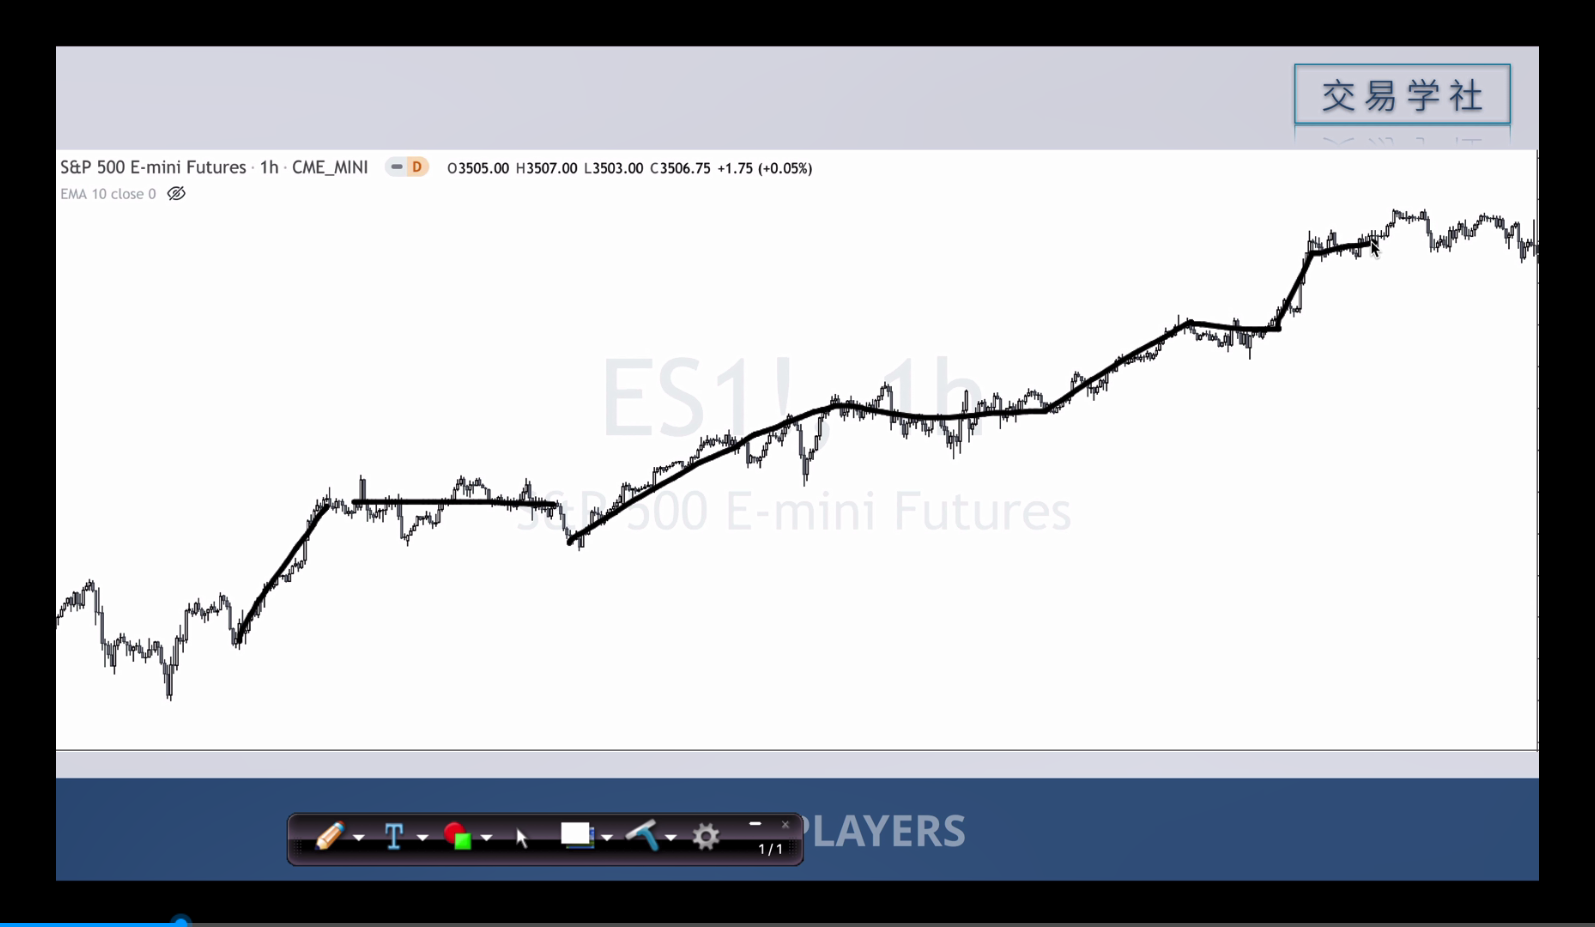 交易学社
S&P 500 E-mini Futures · 1h · CME_MINI D O3505.00 H3507.00 L3503.00 C3506.75 +1.75 (+0.05%)
EMA 10 close 0
ES1!, 1h
S&P 500 E-mini Futures
T
1/1
PLAYERS